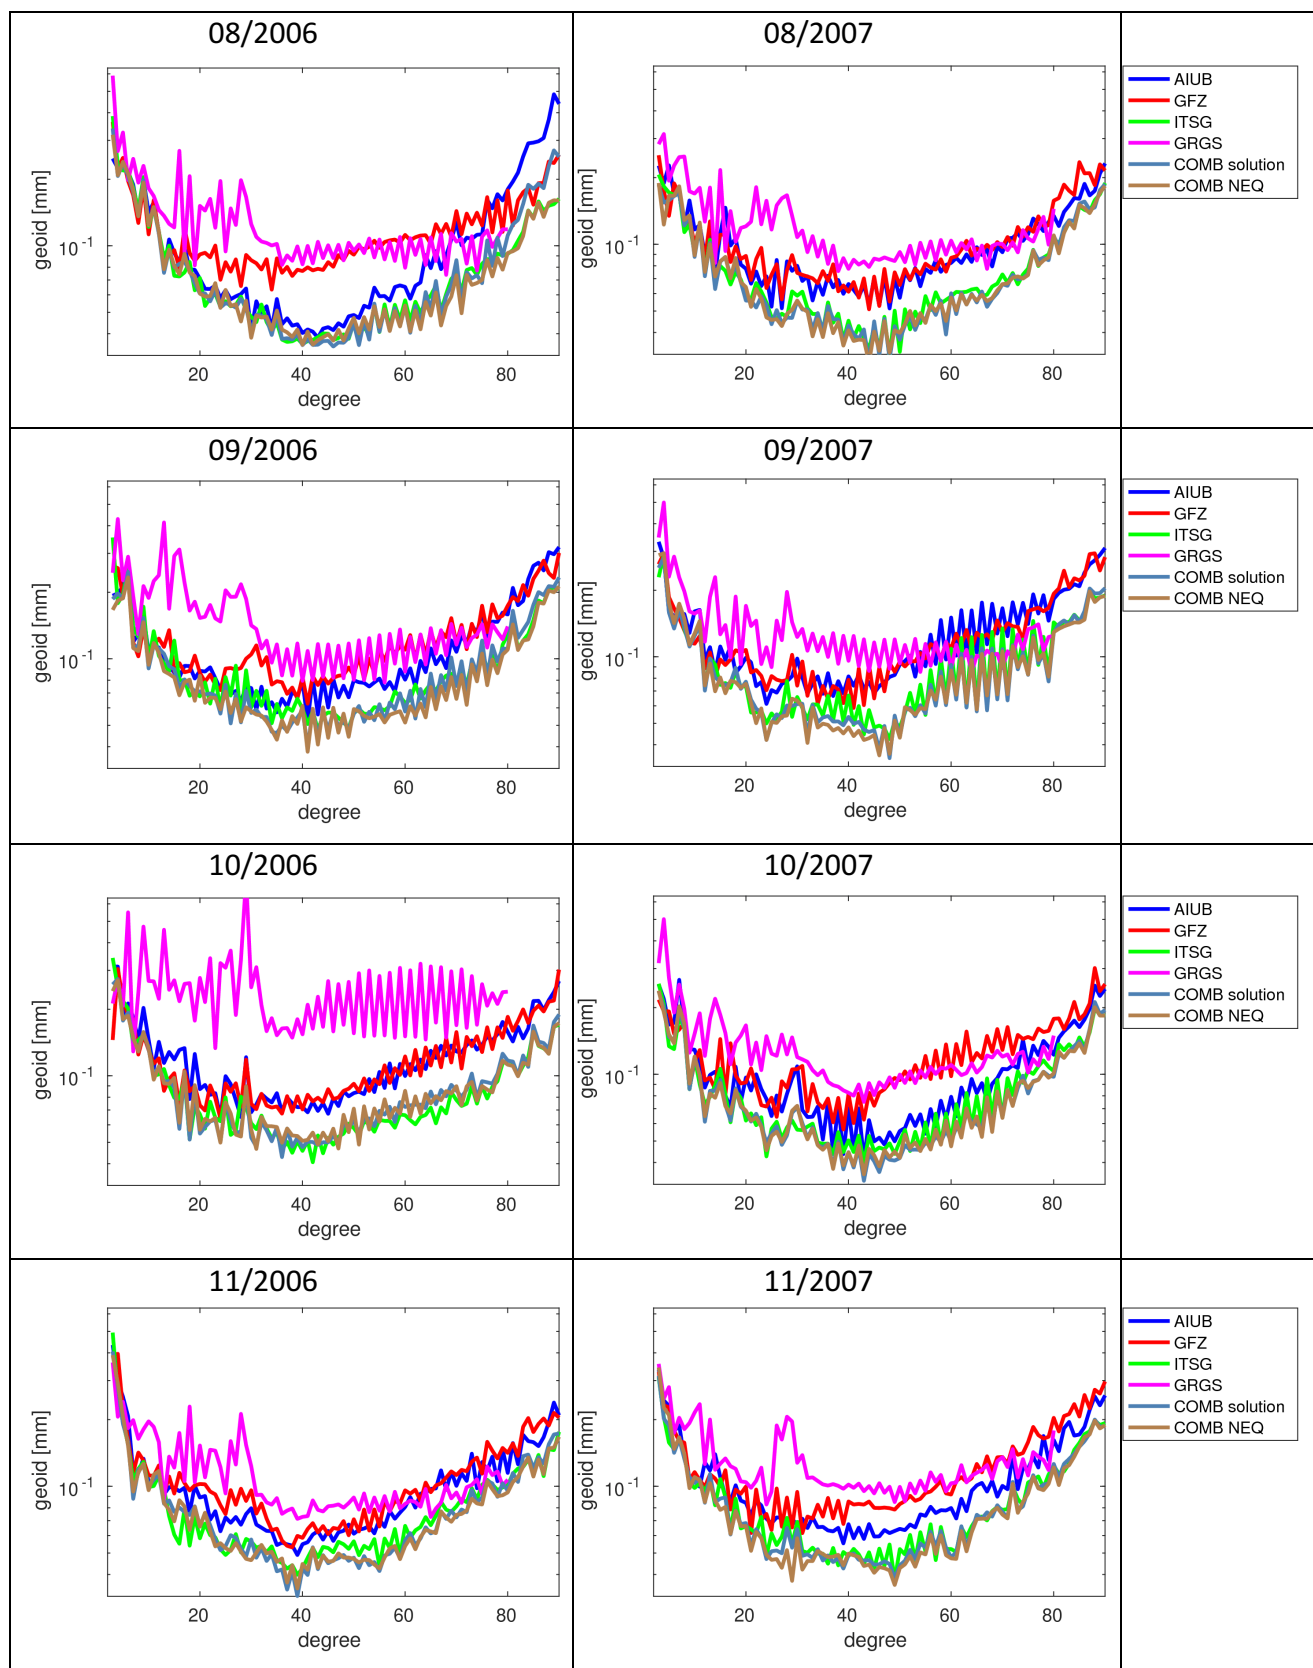 08/2006
08/2007
geoid [mm]
10^-1
20 40 60 80
degree
geoid [mm]
10^-1
20 40 60 80
degree
AIUB
GFZ
ITSG
GRGS
COMB solution
COMB NEQ
09/2006
09/2007
geoid [mm]
10^-1
20 40 60 80
degree
geoid [mm]
10^-1
20 40 60 80
degree
AIUB
GFZ
ITSG
GRGS
COMB solution
COMB NEQ
10/2006
10/2007
geoid [mm]
10^-1
20 40 60 80
degree
geoid [mm]
10^-1
20 40 60 80
degree
AIUB
GFZ
ITSG
GRGS
COMB solution
COMB NEQ
11/2006
11/2007
geoid [mm]
10^-1
20 40 60 80
degree
geoid [mm]
10^-1
20 40 60 80
degree
AIUB
GFZ
ITSG
GRGS
COMB solution
COMB NEQ